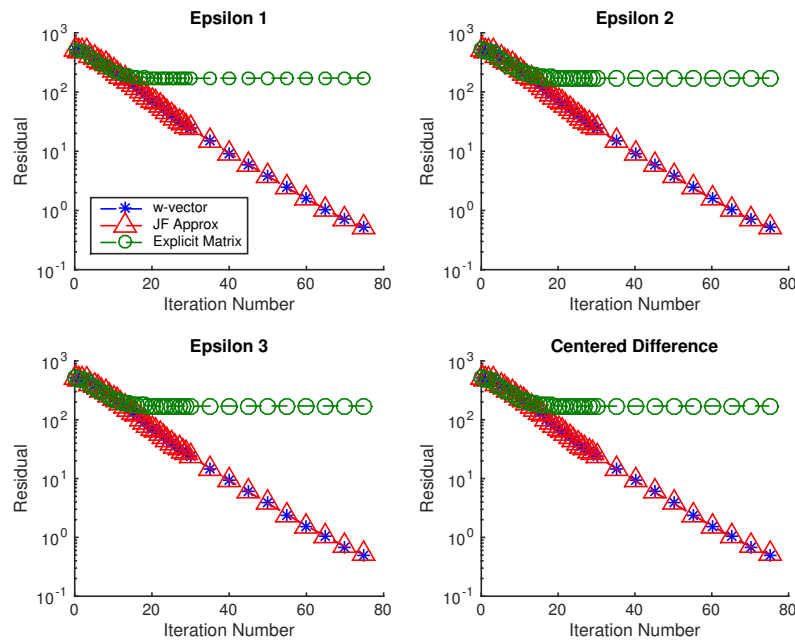 Epsilon 1
10^3
10^2
10^1
10^0
10^-1
Residual
0 20 40 60 80
Iteration Number
w-vector
JF Approx
Explicit Matrix
Epsilon 2
10^3
10^2
10^1
10^0
10^-1
Residual
0 20 40 60 80
Iteration Number
Epsilon 3
10^3
10^2
10^1
10^0
10^-1
Residual
0 20 40 60 80
Iteration Number
Centered Difference
10^3
10^2
10^1
10^0
10^-1
Residual
0 20 40 60 80
Iteration Number